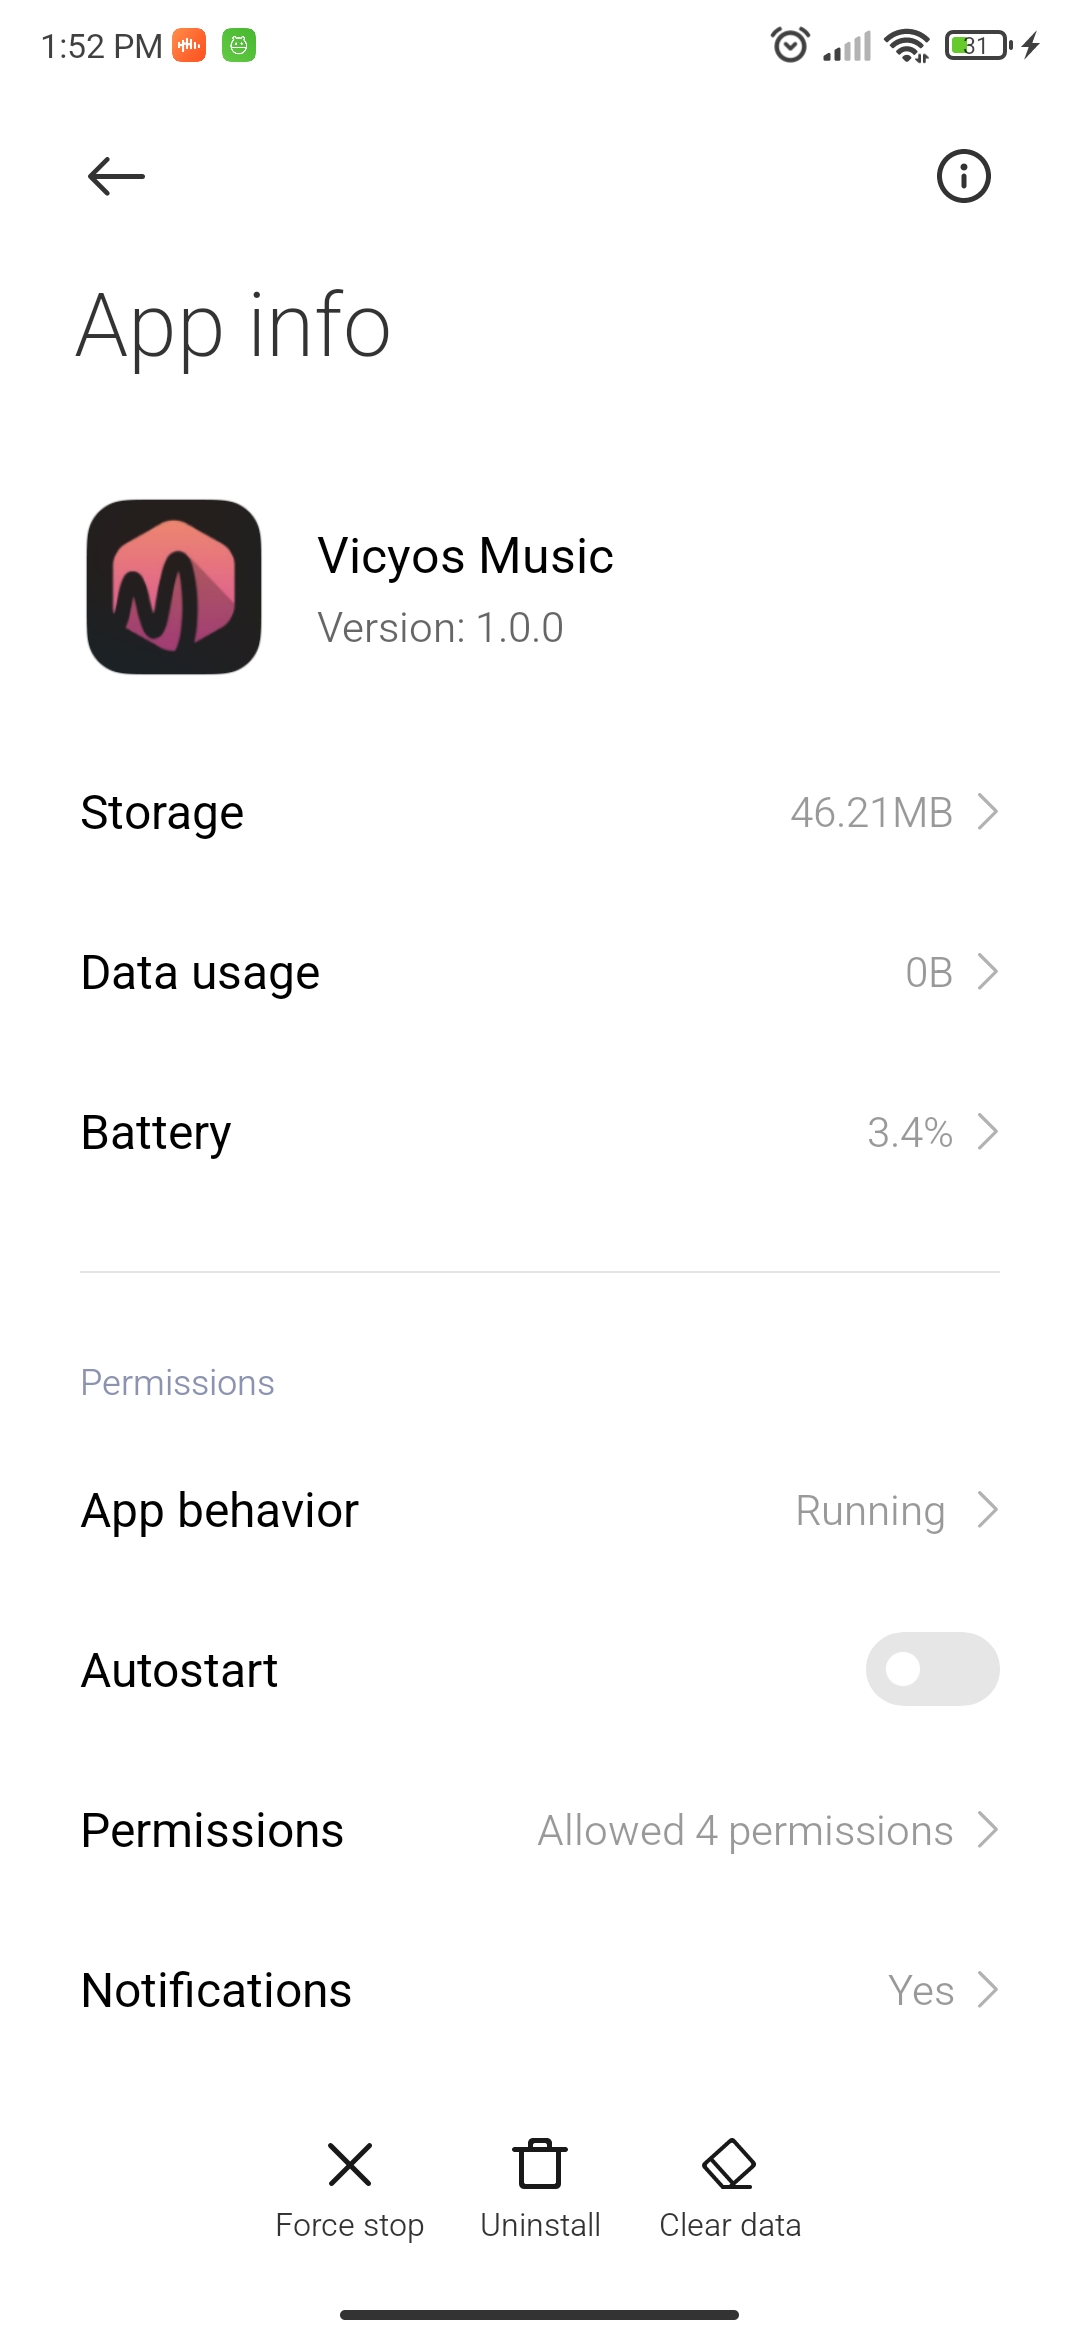 1:52 PM
31
App info
Vicyos Music
Version: 1.0.0
Storage 46.21MB
Data usage 0B
Battery 3.4%
Permissions
App behavior Running
Autostart
Permissions Allowed 4 permissions
Notifications Yes
Force stop Uninstall Clear data